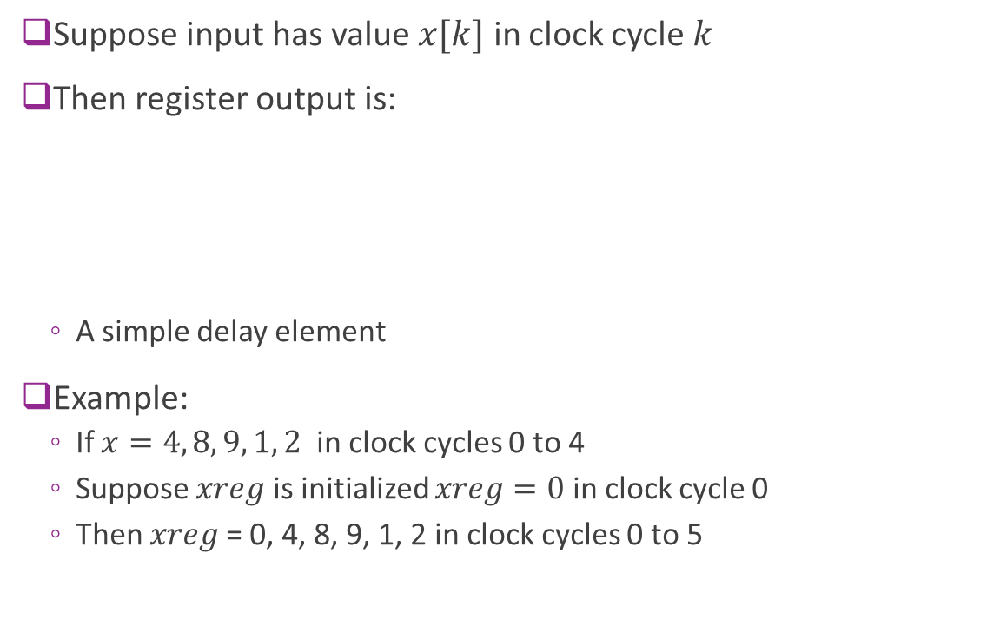 ❑Suppose input has value x[k] in clock cycle k
❑Then register output is:
◦ A simple delay element
❑Example:
◦ If x = 4, 8, 9, 1, 2 in clock cycles 0 to 4
◦ Suppose xreg is initialized xreg = 0 in clock cycle 0
◦ Then xreg = 0, 4, 8, 9, 1, 2 in clock cycles 0 to 5